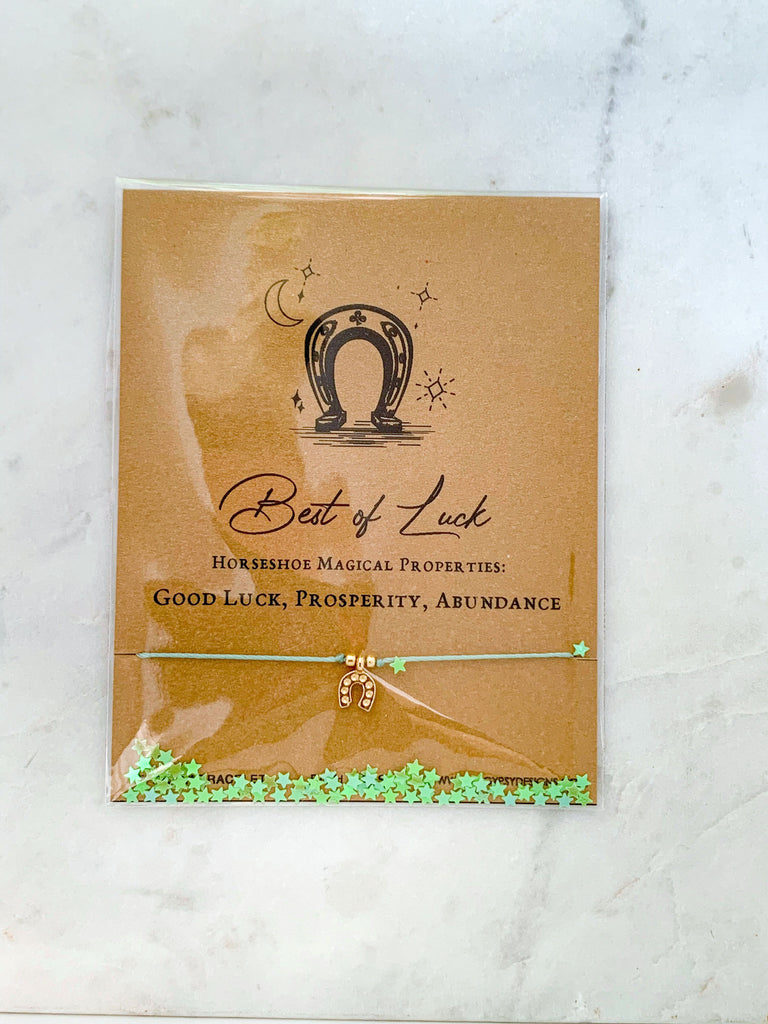 Best of Luck
Horseshoe Magical Properties:
Good Luck, Prosperity, Abundance